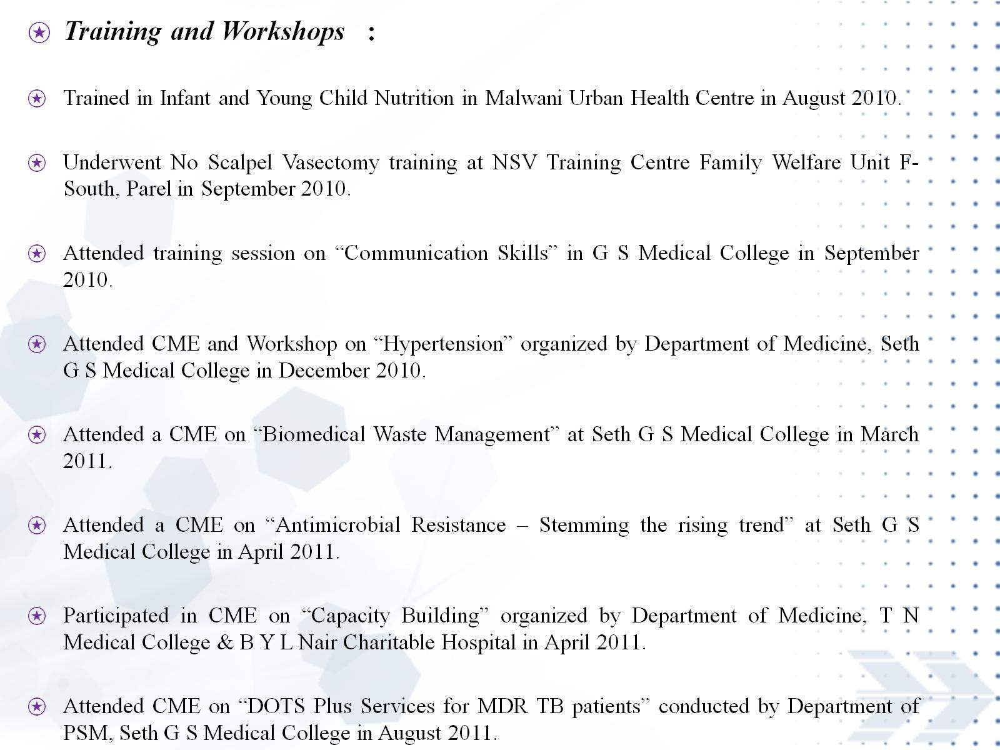 Training and Workshops :
Trained in Infant and Young Child Nutrition in Malwani Urban Health Centre in August 2010.
Underwent No Scalpel Vasectomy training at NSV Training Centre Family Welfare Unit F-
South, Parel in September 2010.
Attended training session on “Communication Skills” in G S Medical College in September
2010.
Attended CME and Workshop on “Hypertension” organized by Department of Medicine, Seth
G S Medical College in December 2010.
Attended a CME on “Biomedical Waste Management” at Seth G S Medical College in March
2011.
Attended a CME on “Antimicrobial Resistance – Stemming the rising trend” at Seth G S
Medical College in April 2011.
Participated in CME on “Capacity Building” organized by Department of Medicine, T N
Medical College & B Y L Nair Charitable Hospital in April 2011.
Attended CME on “DOTS Plus Services for MDR TB patients” conducted by Department of
PSM, Seth G S Medical College in August 2011.